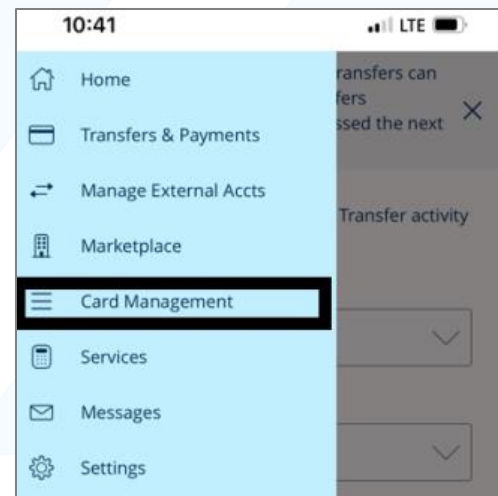 10:41 LTE
Home
Transfers & Payments
Manage External Accts
Marketplace
Card Management
Services
Messages
Settings
ransfers can
fers
ssed the next
Transfer activity